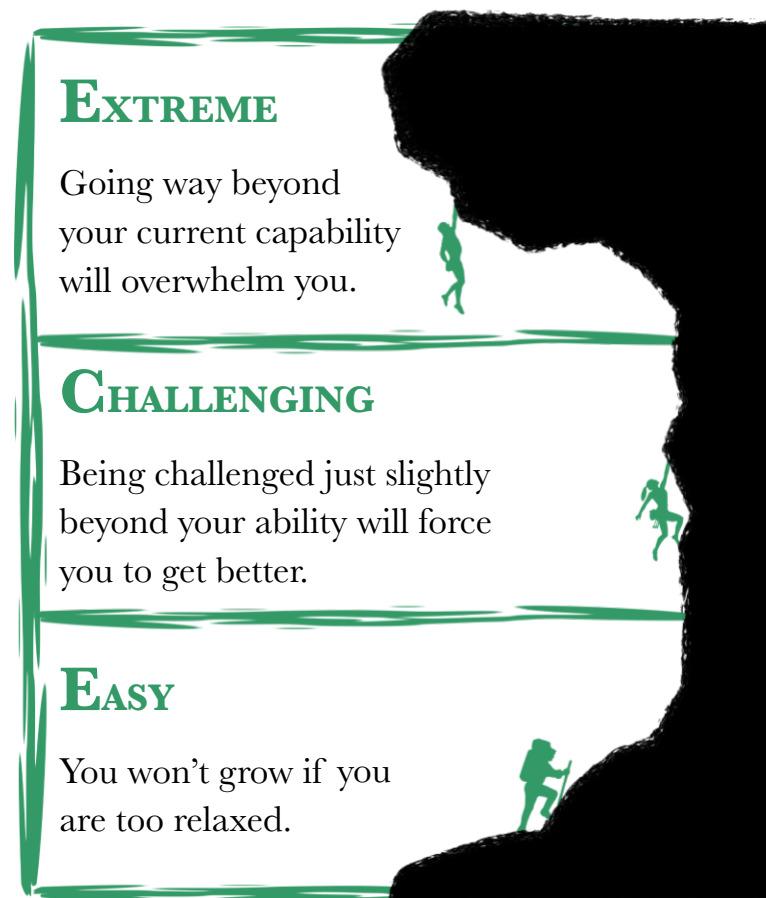 Extreme
Going way beyond
your current capability
will overwhelm you.
Challenging
Being challenged just slightly
beyond your ability will force
you to get better.
Easy
You won’t grow if you
are too relaxed.